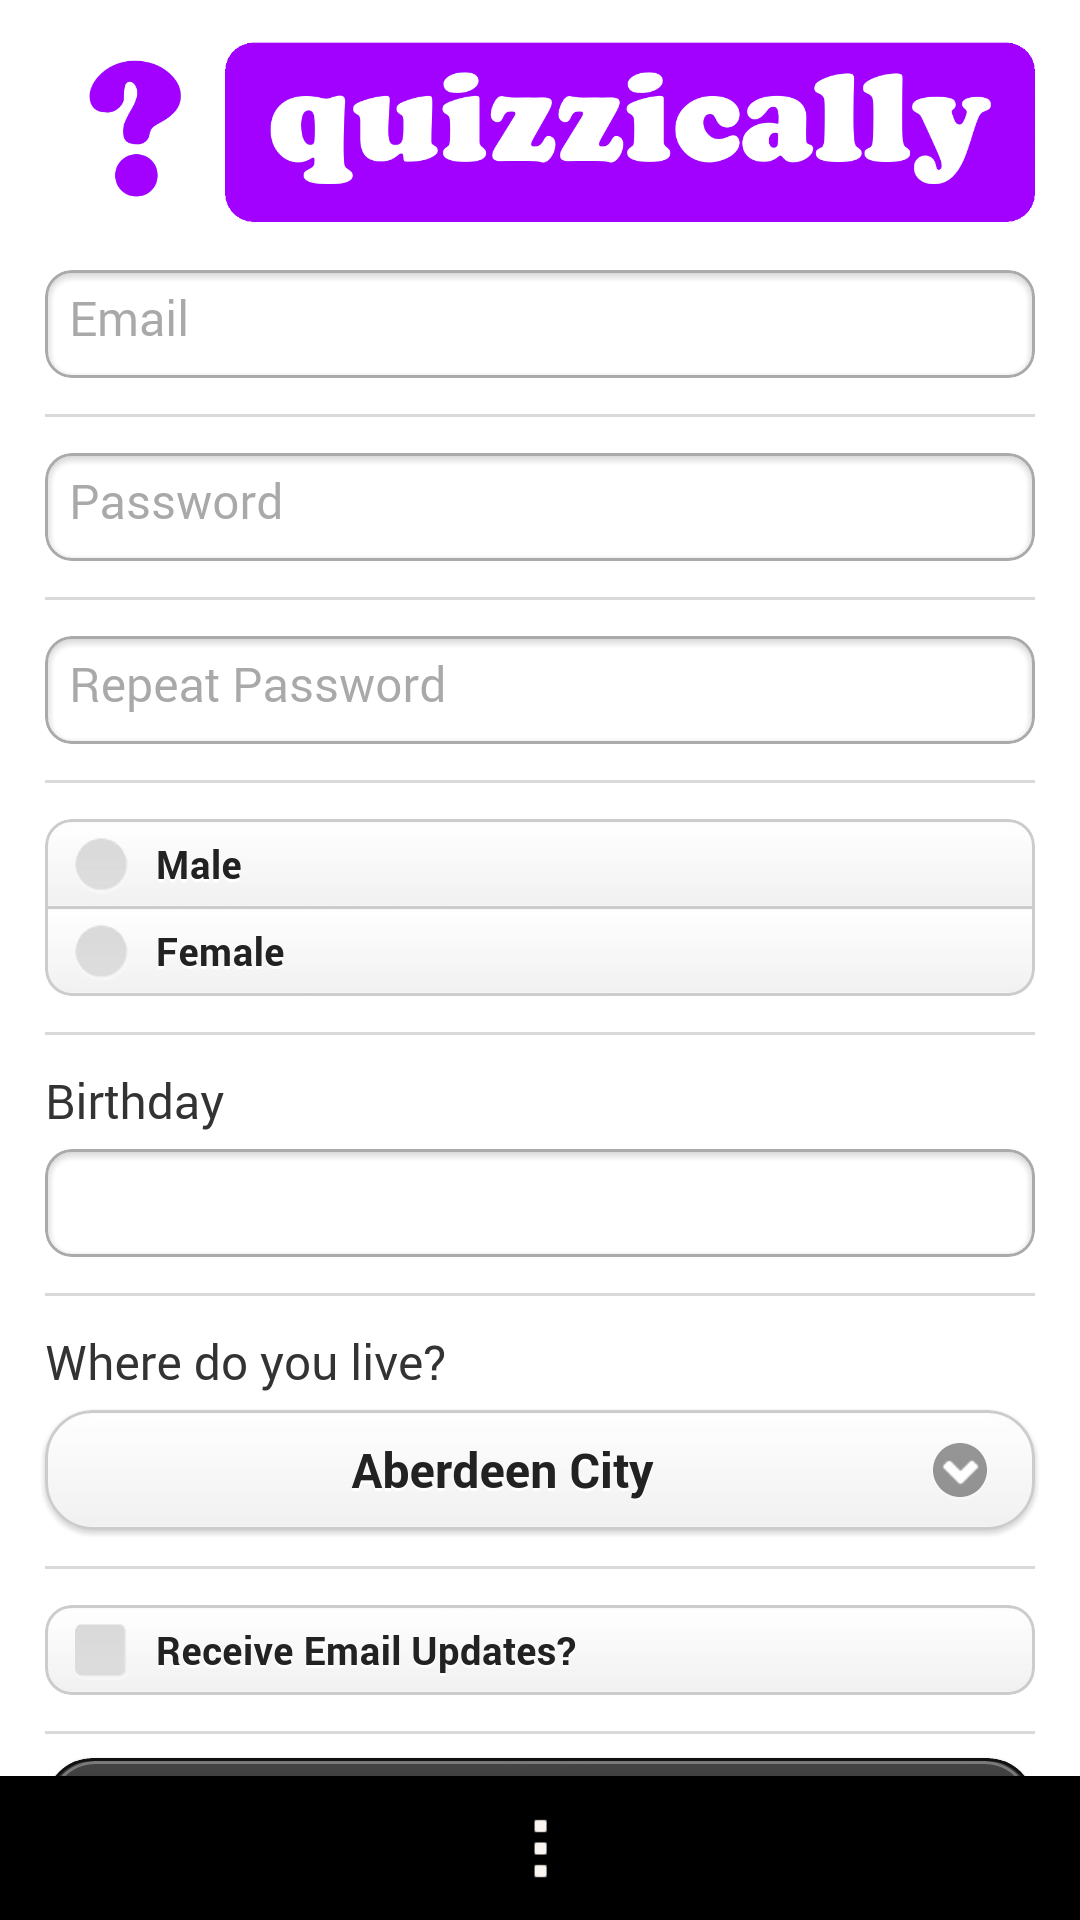 ? quizzically
Email
Password
Repeat Password
Male
Female
Birthday
Where do you live?
Aberdeen City
Receive Email Updates?